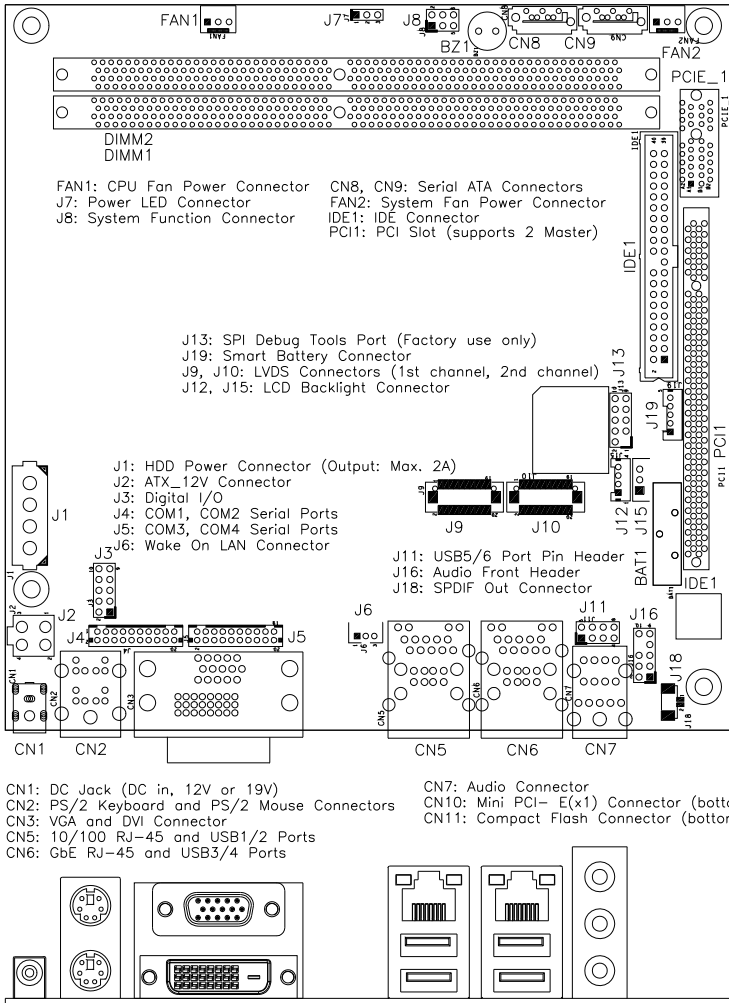 FAN1
J7
J8
BZ1
CN8
CN9
FAN2
PCIE_1
DIMM2
DIMM1
FAN1: CPU Fan Power Connector
J7: Power LED Connector
J8: System Function Connector
CN8, CN9: Serial ATA Connectors
FAN2: System Fan Power Connector
IDE1: IDE Connector
PCI1: PCI Slot (supports 2 Master)
IDE1
J13: SPI Debug Tools Port (Factory use only)
J19: Smart Battery Connector
J9, J10: LVDS Connectors (1st channel, 2nd channel)
J12, J15: LCD Backlight Connector
J13
J19
PCI1
J1: HDD Power Connector (Output: Max. 2A)
J2: ATX_12V Connector
J3: Digital I/O
J4: COM1, COM2 Serial Ports
J5: COM3, COM4 Serial Ports
J6: Wake On LAN Connector
J1
J9
J10
J12
J15
J11: USB5/6 Port Pin Header
J16: Audio Front Header
J18: SPDIF Out Connector
BAT1
IDE1
J3
J2
J4
J5
J6
J11
J16
J18
CN1
CN2
CN3
CN5
CN6
CN7
CN1: DC Jack (DC in, 12V or 19V)
CN2: PS/2 Keyboard and PS/2 Mouse Connectors
CN3: VGA and DVI Connector
CN5: 10/100 RJ-45 and USB1/2 Ports
CN6: GbE RJ-45 and USB3/4 Ports
CN7: Audio Connector
CN10: Mini PCI- E(x1) Connector (botto
CN11: Compact Flash Connector (bottor